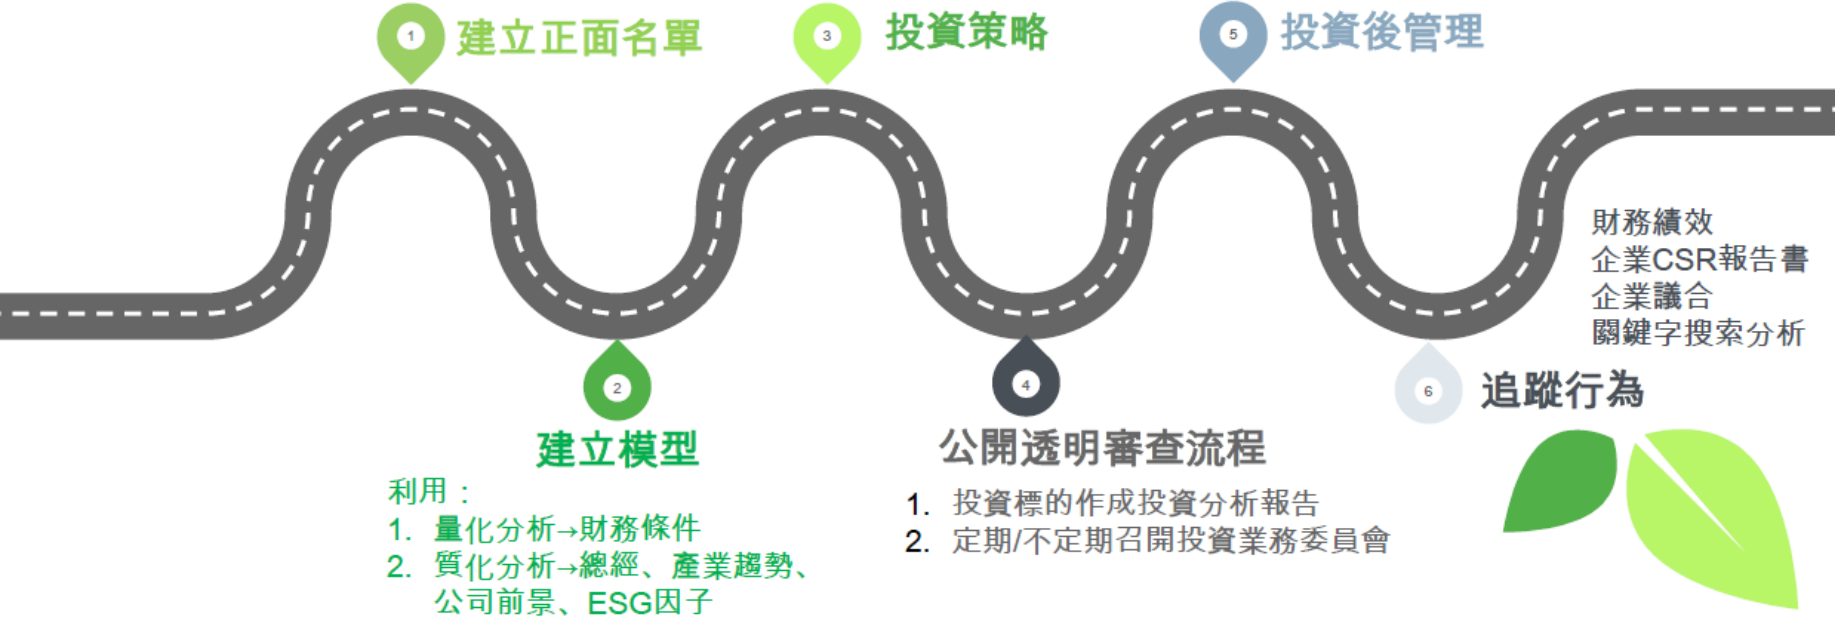 1 建立正面名單
3 投資策略
5 投資後管理
財務績效
企業CSR報告書
企業議合
關鍵字搜索分析
2
建立模型
利用：
1. 量化分析→財務條件
2. 質化分析→總經、產業趨勢、
公司前景、ESG因子
4
公開透明審查流程
1. 投資標的作成投資分析報告
2. 定期/不定期召開投資業務委員會
6 追蹤行為